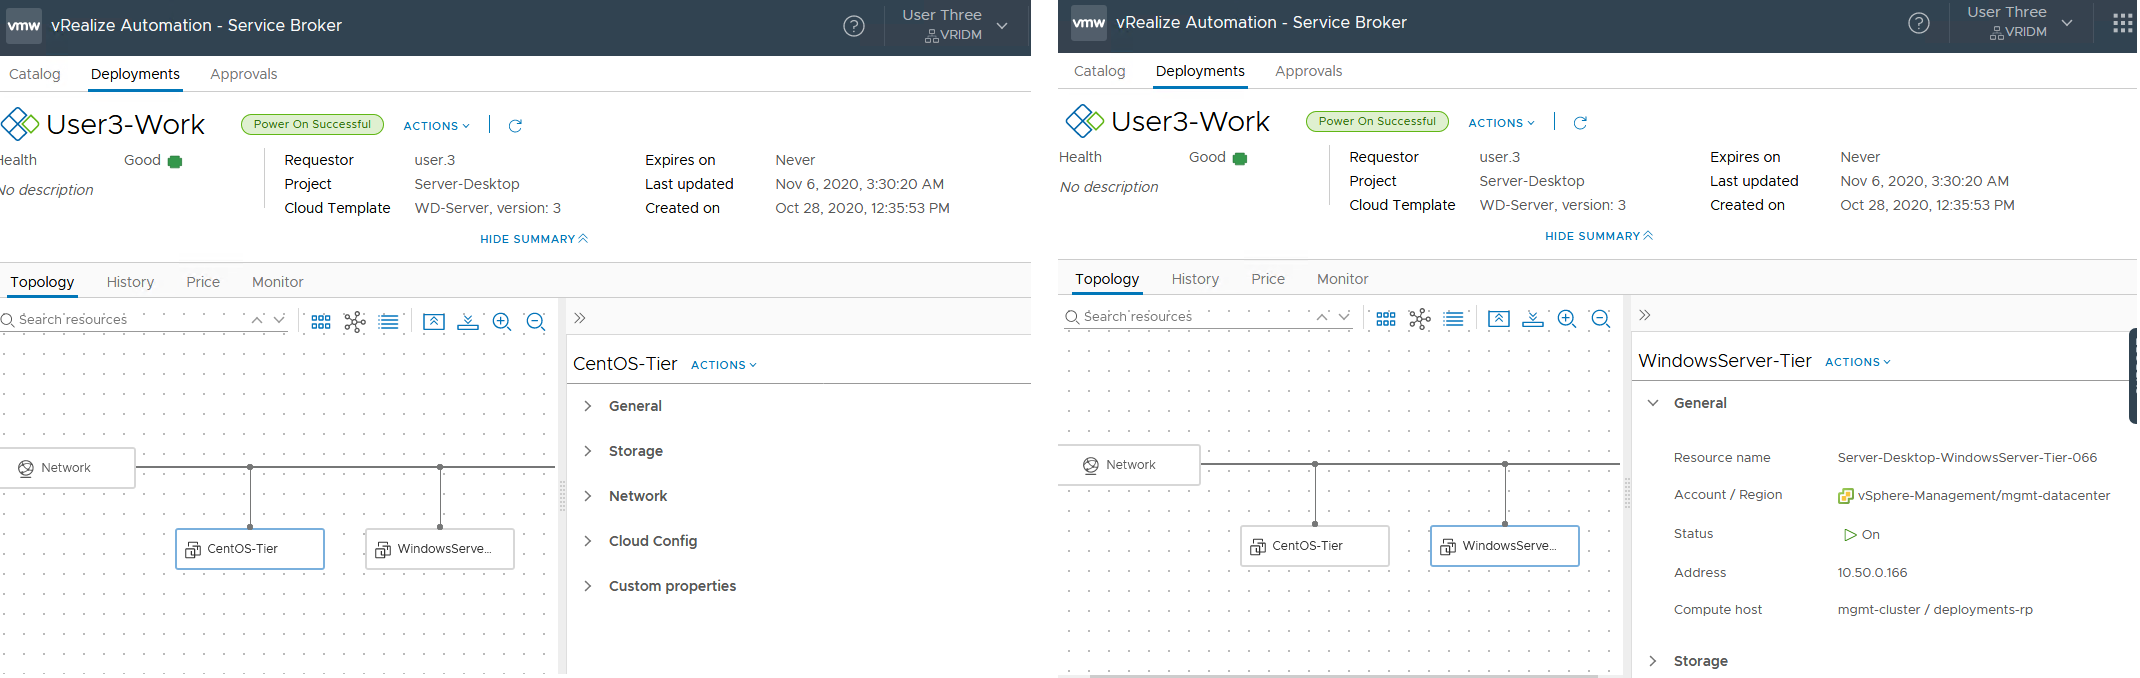 vmw vRealize Automation - Service Broker
User Three
VRIDM
Catalog Deployments Approvals
User3-Work Power On Successful ACTIONS
Health Good
No description
Requestor user.3 Expires on Never
Project Server-Desktop Last updated Nov 6, 2020, 3:30:20 AM
Cloud Template WD-Server, version: 3 Created on Oct 28, 2020, 12:35:53 PM
HIDE SUMMARY
Topology History Price Monitor
Search resources
Network
CentOS-Tier
WindowsServe...
CentOS-Tier ACTIONS
General
Storage
Network
Cloud Config
Custom properties
vmw vRealize Automation - Service Broker
User Three
VRIDM
Catalog Deployments Approvals
User3-Work Power On Successful ACTIONS
Health Good
No description
Requestor user.3 Expires on Never
Project Server-Desktop Last updated Nov 6, 2020, 3:30:20 AM
Cloud Template WD-Server, version: 3 Created on Oct 28, 2020, 12:35:53 PM
HIDE SUMMARY
Topology History Price Monitor
Search resources
Network
CentOS-Tier
WindowsServe...
WindowsServer-Tier ACTIONS
General
Resource name Server-Desktop-WindowsServer-Tier-066
Account / Region vSphere-Management/mgmt-datacenter
Status On
Address 10.50.0.166
Compute host mgmt-cluster / deployments-rp
Storage